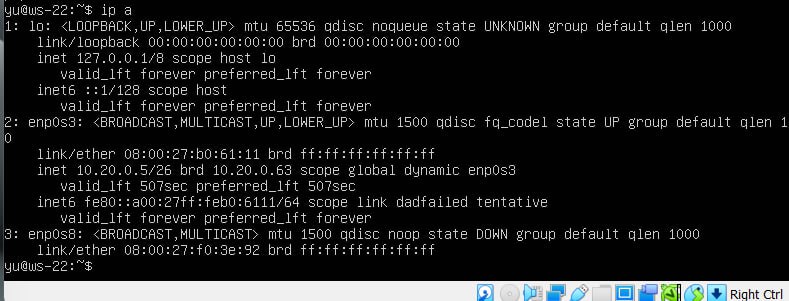 yu@ws-22:~$ ip a
1: lo: <LOOPBACK,UP,LOWER_UP> mtu 65536 qdisc noqueue state UNKNOWN group default qlen 1000
    link/loopback 00:00:00:00:00:00 brd 00:00:00:00:00:00
    inet 127.0.0.1/8 scope host lo
       valid_lft forever preferred_lft forever
    inet6 ::1/128 scope host
       valid_lft forever preferred_lft forever
2: enp0s3: <BROADCAST,MULTICAST,UP,LOWER_UP> mtu 1500 qdisc fq_codel state UP group default qlen 1
0
    link/ether 08:00:27:b0:61:11 brd ff:ff:ff:ff:ff:ff
    inet 10.20.0.5/26 brd 10.20.0.63 scope global dynamic enp0s3
       valid_lft 507sec preferred_lft 507sec
    inet6 fe80::a00:27ff:feb0:6111/64 scope link dadfailed tentative
       valid_lft forever preferred_lft forever
3: enp0s8: <BROADCAST,MULTICAST> mtu 1500 qdisc noop state DOWN group default qlen 1000
    link/ether 08:00:27:f0:3e:92 brd ff:ff:ff:ff:ff:ff
yu@ws-22:~$
Right Ctrl